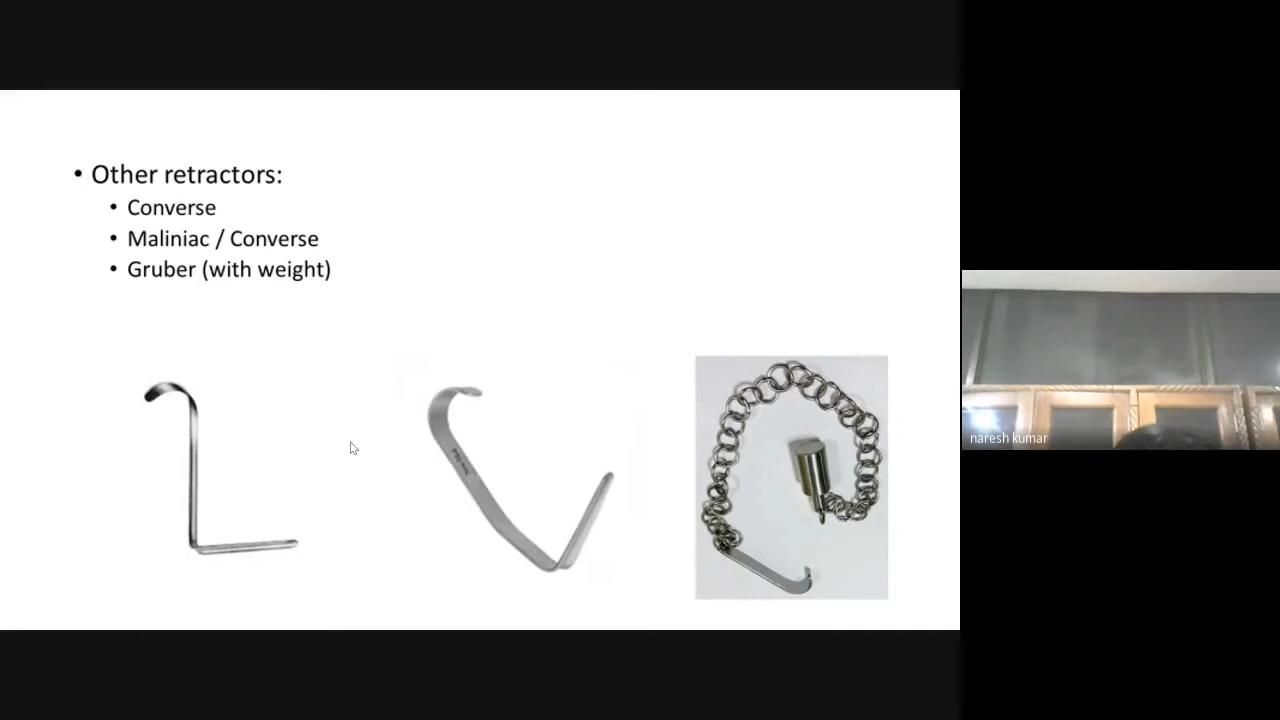 • Other retractors:
• Converse
• Maliniac / Converse
• Gruber (with weight)
naresh kumar